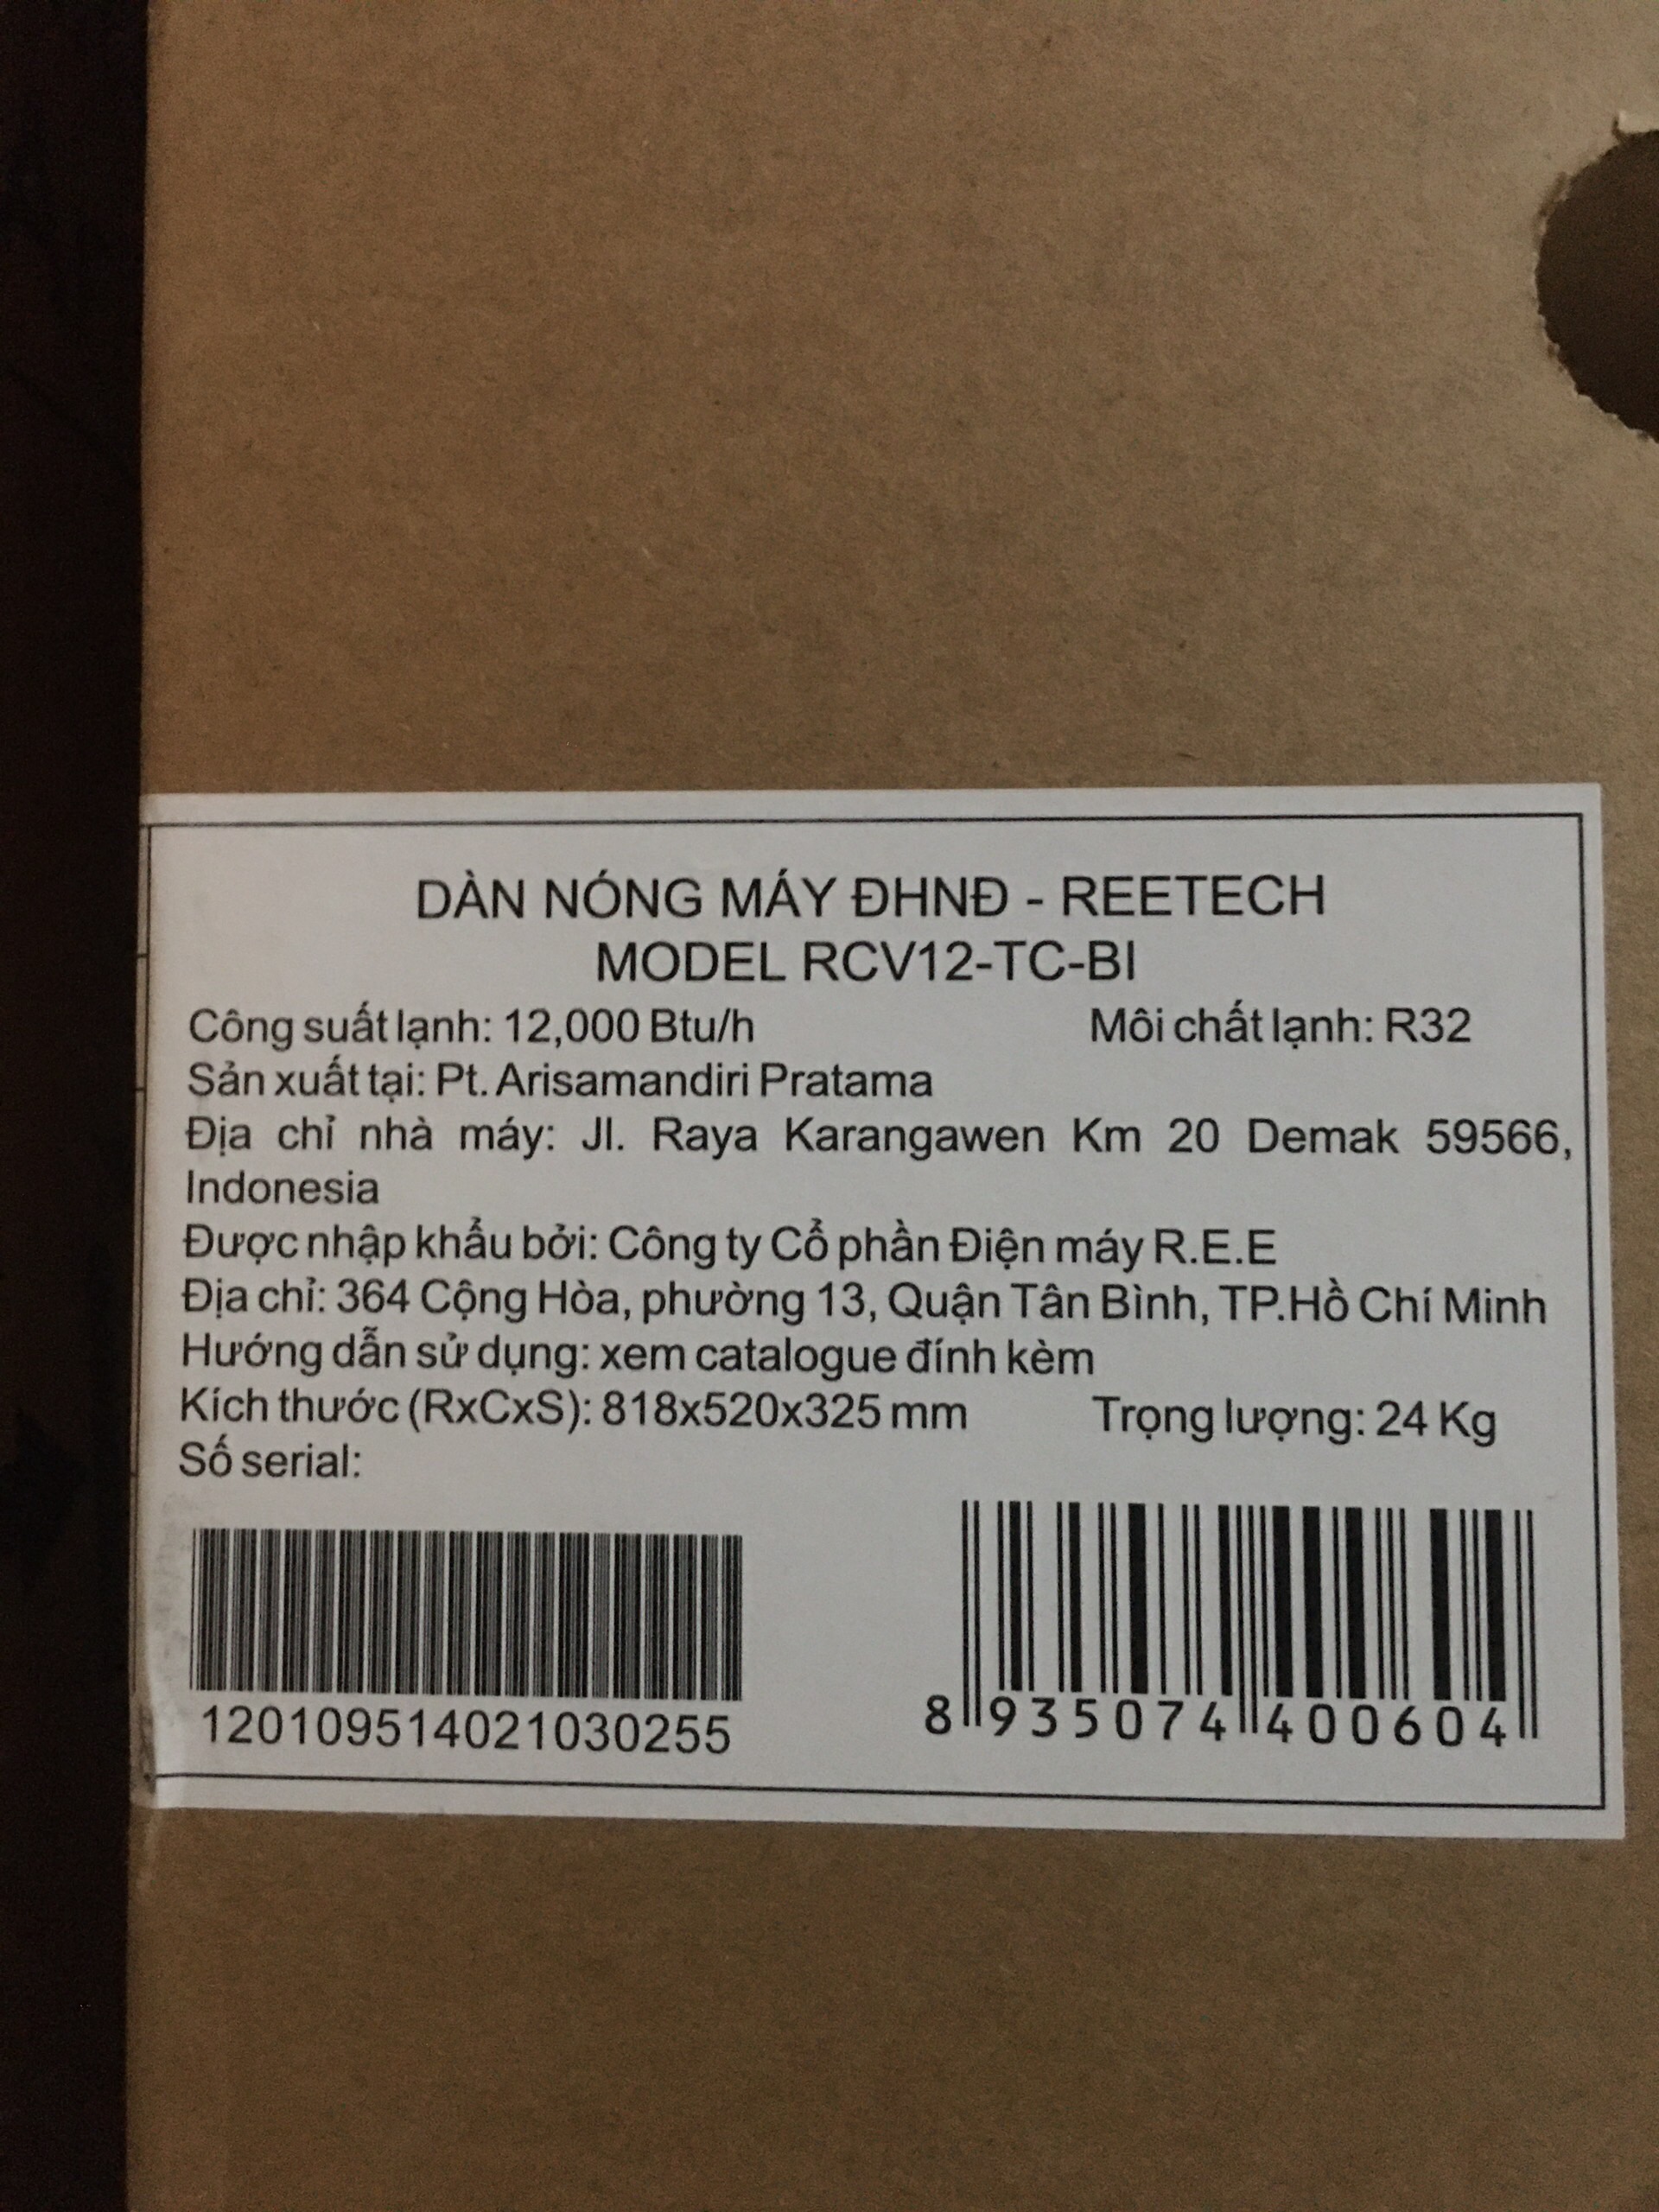 DÀN NÓNG MÁY ĐHNĐ - REETECH
MODEL RCV12-TC-BI
Công suất lạnh: 12,000 Btu/h Môi chất lạnh: R32
Sản xuất tại: Pt. Arisamandiri Pratama
Địa chỉ nhà máy: Jl. Raya Karangawen Km 20 Demak 59566,
Indonesia
Được nhập khẩu bởi: Công ty Cổ phần Điện máy R.E.E
Địa chỉ: 364 Cộng Hòa, phường 13, Quận Tân Bình, TP.Hồ Chí Minh
Hướng dẫn sử dụng: xem catalogue đính kèm
Kích thước (RxCxS): 818x520x325 mm Trọng lượng: 24 Kg
Số serial:
120109514021030255 8 935074 400604